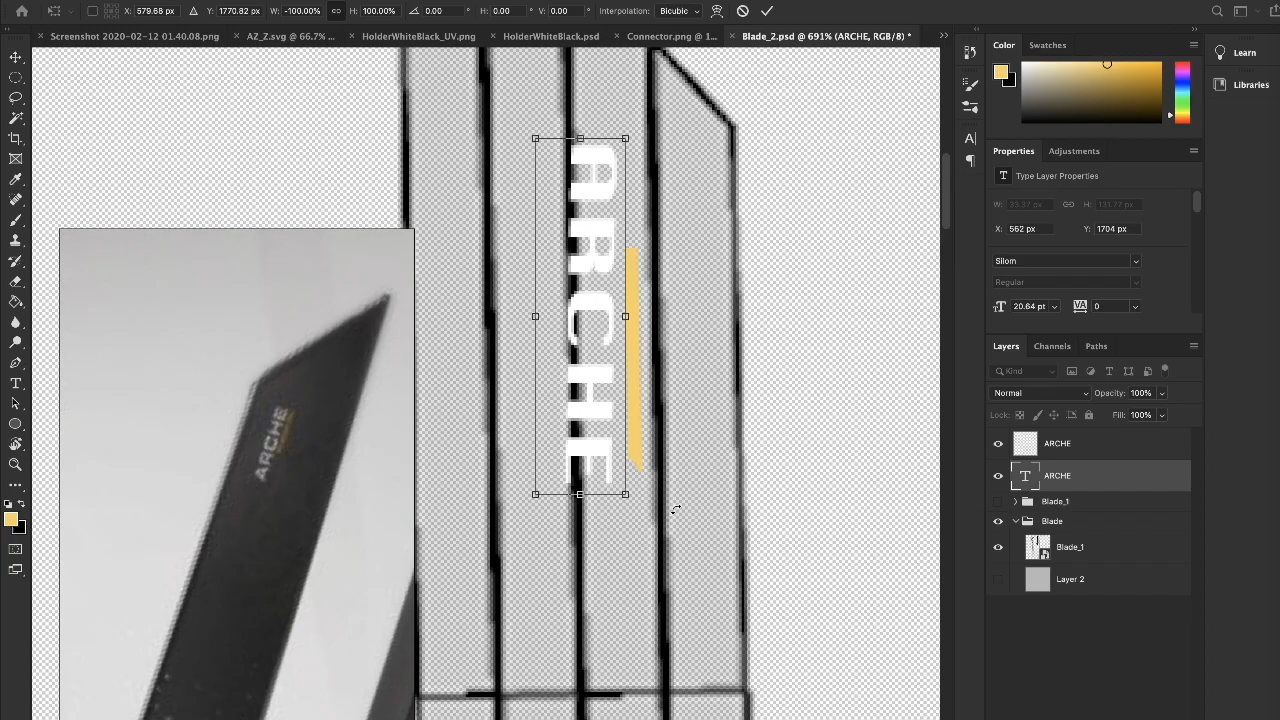 X: 579.66 px Y: 1770.82 px W: -100.00% H: 100.00% 0.00 ° H: 0.00 ° V: 0.00 ° Interpolation: Bicubic
× Screenshot 2020-02-12 01.40.08.png × AZ_Z.svg @ 66.7% ... × HolderWhiteBlack_UV.png × HolderWhiteBlack.psd × Connector.png @ 1... × Blade_2.psd @ 691% (ARCHE, RGB/8) *
Color Swatches
Learn
Libraries
Properties Adjustments
T Type Layer Properties
W: 33.37 px H: 131.77 px
X: 562 px Y: 1704 px
Silom
Regular
20.64 pt VA 0
Layers Channels Paths
Kind
Normal Opacity: 100%
Lock: Fill: 100%
ARCHE
T ARCHE
Blade_1
Blade
Blade_1
Layer 2
ARCHE
ARCHE